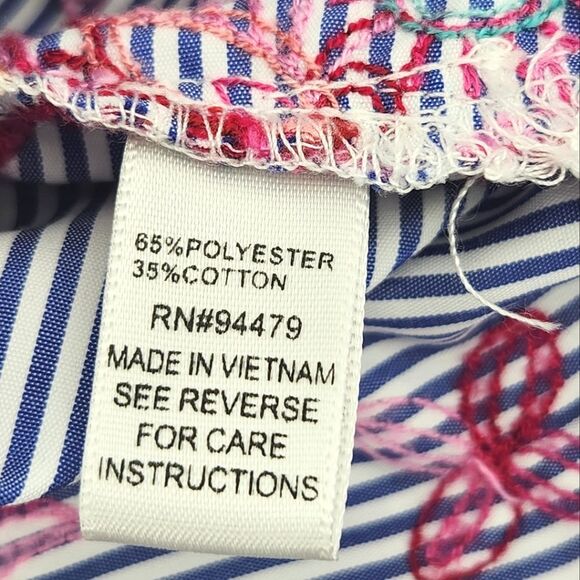 65%POLYESTER
35%COTTON
RN#94479
MADE IN VIETNAM
SEE REVERSE
FOR CARE
INSTRUCTIONS